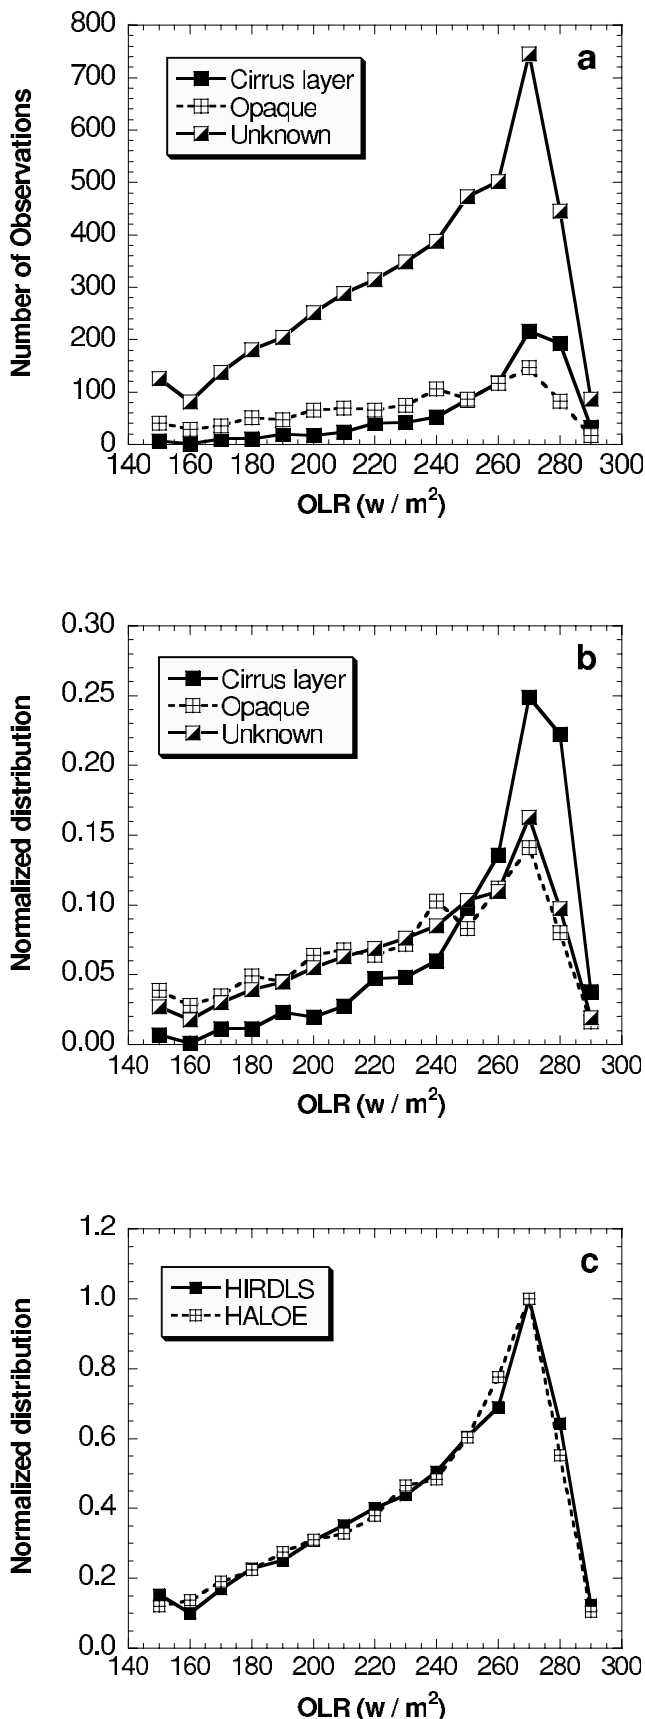 800
a
700
Cirrus layer
Opaque
Unknown
600
500
400
300
200
100
0
Number of Observations
140 160 180 200 220 240 260 280 300
OLR (w / m²)
0.30
b
Cirrus layer
Opaque
Unknown
0.25
0.20
0.15
0.10
0.05
0.00
Normalized distribution
140 160 180 200 220 240 260 280 300
OLR (w / m²)
1.2
c
HIRDLS
HALOE
1.0
0.8
0.6
0.4
0.2
0.0
Normalized distribution
140 160 180 200 220 240 260 280 300
OLR (w / m²)